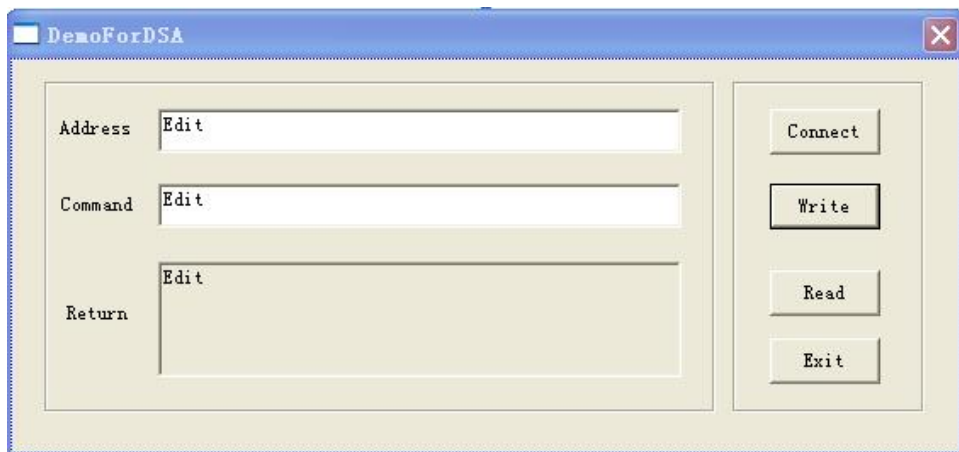 DemoForDSA
Address Edit Connect
Command Edit Write
Edit
Return Read
Exit